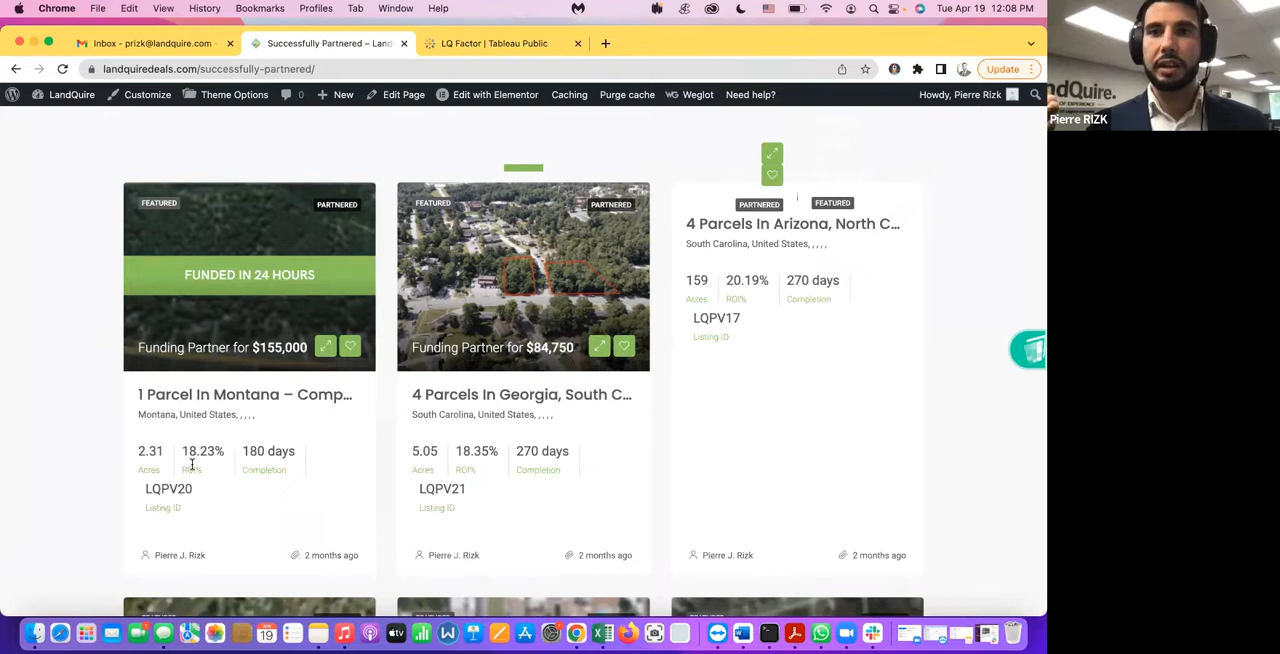 Chrome File Edit View History Bookmarks Profiles Tab Window Help Tue Apr 19 12:08 PM
Inbox - prizk@landquire.com - Successfully Partnered – Land LQ Factor | Tableau Public
landquiredeals.com/successfully-partnered/ Update
LandQuire Customize Theme Options 0 New Edit Page Edit with Elementor Caching Purge cache Weglot Need help? Howdy, Pierre Rizk
ndQuire.
OF EXPERIENCE
Pierre RIZK
FEATURED PARTNERED
FUNDED IN 24 HOURS
Funding Partner for $155,000
1 Parcel In Montana – Comp...
Montana, United States, , , , ,
2.31 18.23% 180 days
Acres ROI% Completion
LQPV20
Listing ID
Pierre J. Rizk 2 months ago
FEATURED PARTNERED
Funding Partner for $84,750
4 Parcels In Georgia, South C...
South Carolina, United States, , , , ,
5.05 18.35% 270 days
Acres ROI% Completion
LQPV21
Listing ID
Pierre J. Rizk 2 months ago
PARTNERED FEATURED
4 Parcels In Arizona, North C...
South Carolina, United States, , , , ,
159 20.19% 270 days
Acres ROI% Completion
LQPV17
Listing ID
Pierre J. Rizk 2 months ago